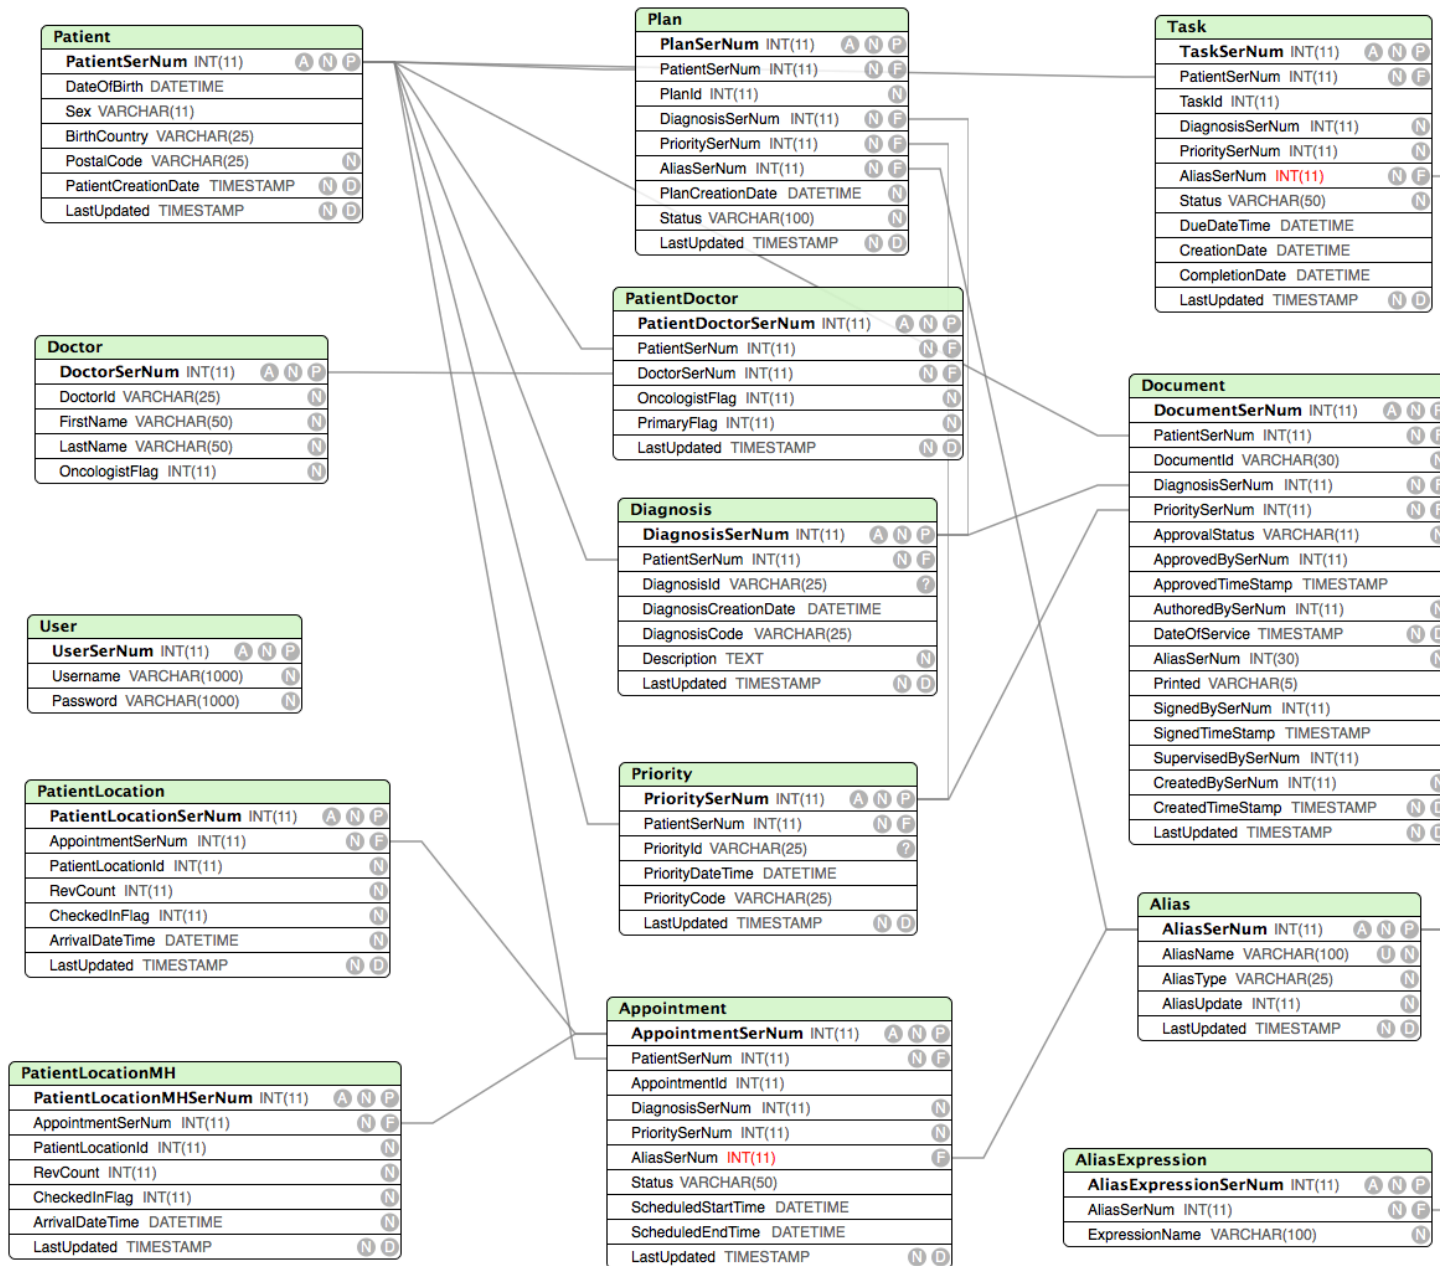 Patient
PatientSerNum INT(11) A N P
DateOfBirth DATETIME
Sex VARCHAR(11)
BirthCountry VARCHAR(25)
PostalCode VARCHAR(25) N
PatientCreationDate TIMESTAMP N D
LastUpdated TIMESTAMP N D
Plan
PlanSerNum INT(11) A N P
PatientSerNum INT(11) N F
PlanId INT(11) N
DiagnosisSerNum INT(11) N F
PrioritySerNum INT(11) N F
AliasSerNum INT(11) N F
PlanCreationDate DATETIME N
Status VARCHAR(100) N
LastUpdated TIMESTAMP N D
Task
TaskSerNum INT(11) A N P
PatientSerNum INT(11) N F
TaskId INT(11)
DiagnosisSerNum INT(11) N
PrioritySerNum INT(11) N
AliasSerNum INT(11) N F
Status VARCHAR(50) N
DueDateTime DATETIME
CreationDate DATETIME
CompletionDate DATETIME
LastUpdated TIMESTAMP N D
PatientDoctor
PatientDoctorSerNum INT(11) A N P
PatientSerNum INT(11) N F
DoctorSerNum INT(11) N F
OncologistFlag INT(11) N
PrimaryFlag INT(11) N
LastUpdated TIMESTAMP N D
Doctor
DoctorSerNum INT(11) A N P
DoctorId VARCHAR(25) N
FirstName VARCHAR(50) N
LastName VARCHAR(50) N
OncologistFlag INT(11) N
Document
DocumentSerNum INT(11) A N P
PatientSerNum INT(11) N F
DocumentId VARCHAR(30) N
DiagnosisSerNum INT(11) N F
PrioritySerNum INT(11) N F
ApprovalStatus VARCHAR(11) N
ApprovedBySerNum INT(11)
ApprovedTimeStamp TIMESTAMP
AuthoredBySerNum INT(11) N
DateOfService TIMESTAMP N D
AliasSerNum INT(30) N
Printed VARCHAR(5)
SignedBySerNum INT(11)
SignedTimeStamp TIMESTAMP
SupervisedBySerNum INT(11)
CreatedBySerNum INT(11) N
CreatedTimeStamp TIMESTAMP N D
LastUpdated TIMESTAMP N D
Diagnosis
DiagnosisSerNum INT(11) A N P
PatientSerNum INT(11) N F
DiagnosisId VARCHAR(25) ?
DiagnosisCreationDate DATETIME
DiagnosisCode VARCHAR(25)
Description TEXT N
LastUpdated TIMESTAMP N D
User
UserSerNum INT(11) A N P
Username VARCHAR(1000) N
Password VARCHAR(1000) N
Priority
PrioritySerNum INT(11) A N P
PatientSerNum INT(11) N F
PriorityId VARCHAR(25) ?
PriorityDateTime DATETIME
PriorityCode VARCHAR(25)
LastUpdated TIMESTAMP N D
PatientLocation
PatientLocationSerNum INT(11) A N P
AppointmentSerNum INT(11) N F
PatientLocationId INT(11) N
RevCount INT(11) N
CheckedInFlag INT(11) N
ArrivalDateTime DATETIME N
LastUpdated TIMESTAMP N D
Alias
AliasSerNum INT(11) A N P
AliasName VARCHAR(100) U N
AliasType VARCHAR(25) N
AliasUpdate INT(11) N
LastUpdated TIMESTAMP N D
Appointment
AppointmentSerNum INT(11) A N P
PatientSerNum INT(11) N F
AppointmentId INT(11)
DiagnosisSerNum INT(11) N
PrioritySerNum INT(11) N
AliasSerNum INT(11) F
Status VARCHAR(50)
ScheduledStartTime DATETIME
ScheduledEndTime DATETIME
LastUpdated TIMESTAMP N D
PatientLocationMH
PatientLocationMHSerNum INT(11) A N P
AppointmentSerNum INT(11) N F
PatientLocationId INT(11) N
RevCount INT(11) N
CheckedInFlag INT(11) N
ArrivalDateTime DATETIME N
LastUpdated TIMESTAMP N D
AliasExpression
AliasExpressionSerNum INT(11) A N P
AliasSerNum INT(11) N F
ExpressionName VARCHAR(100) N